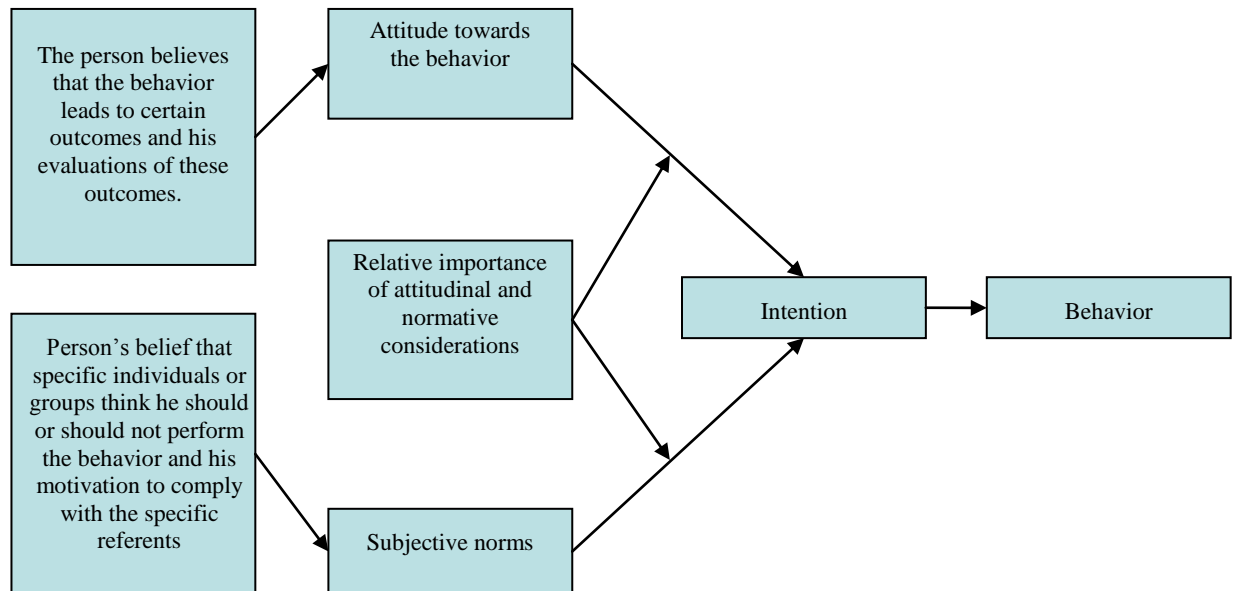 The person believes
that the behavior
leads to certain
outcomes and his
evaluations of these
outcomes.
Attitude towards
the behavior
Relative importance
of attitudinal and
normative
considerations
Intention
Behavior
Person’s belief that
specific individuals or
groups think he should
or should not perform
the behavior and his
motivation to comply
with the specific
referents
Subjective norms